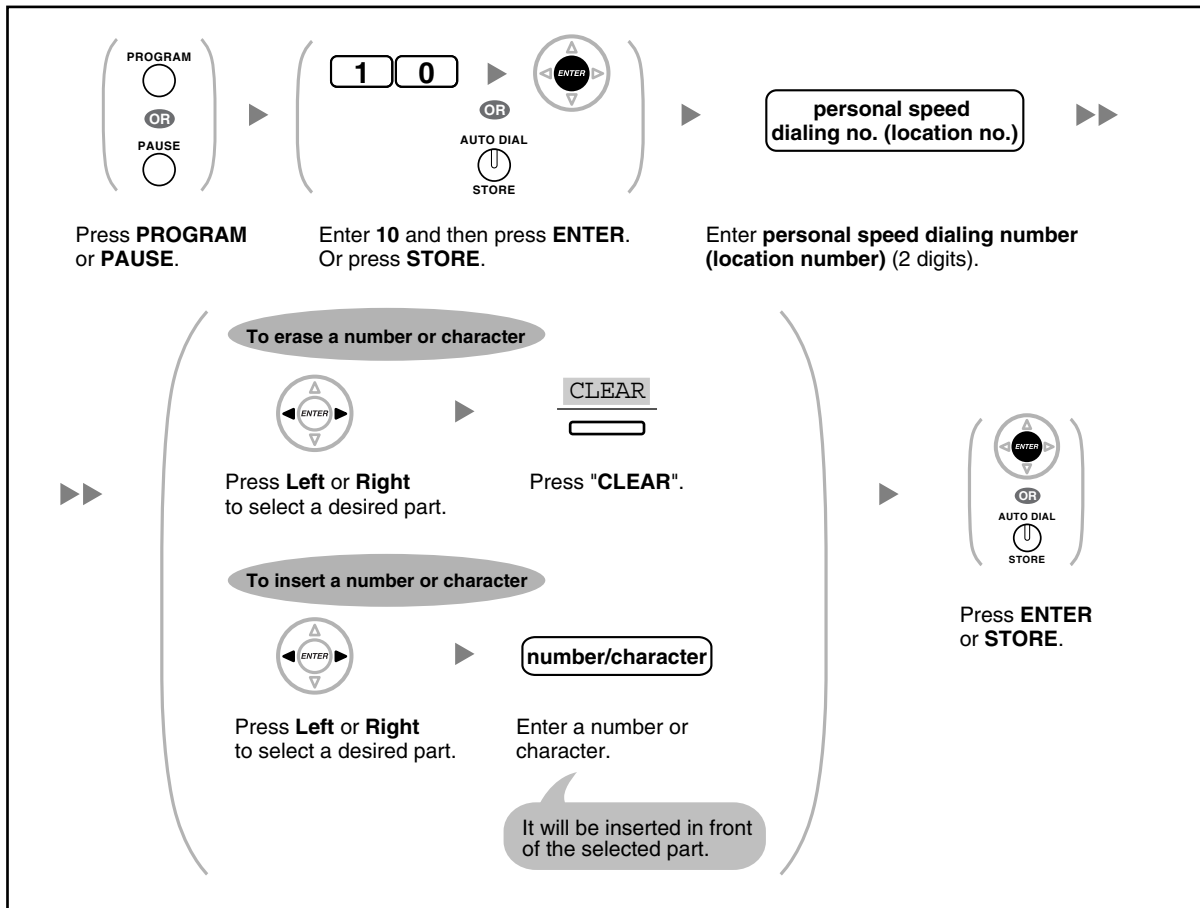 PROGRAM
OR
PAUSE
1 0
ENTER
OR
AUTO DIAL
STORE
personal speed
dialing no. (location no.)
Press PROGRAM
or PAUSE.
Enter 10 and then press ENTER.
Or press STORE.
Enter personal speed dialing number
(location number) (2 digits).
To erase a number or character
ENTER
CLEAR
Press Left or Right
to select a desired part.
Press "CLEAR".
To insert a number or character
ENTER
number/character
Press Left or Right
to select a desired part.
Enter a number or
character.
It will be inserted in front
of the selected part.
ENTER
OR
AUTO DIAL
STORE
Press ENTER
or STORE.